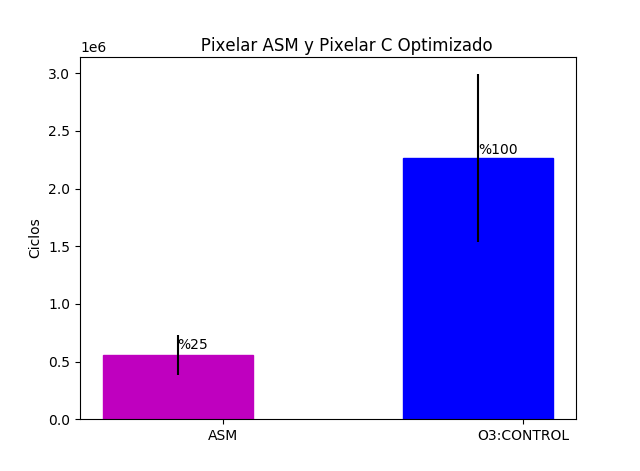 Pixelar ASM y Pixelar C Optimizado
1e6
3.0
2.5
2.0
1.5
1.0
0.5
0.0
Ciclos
%25
%100
ASM
O3:CONTROL